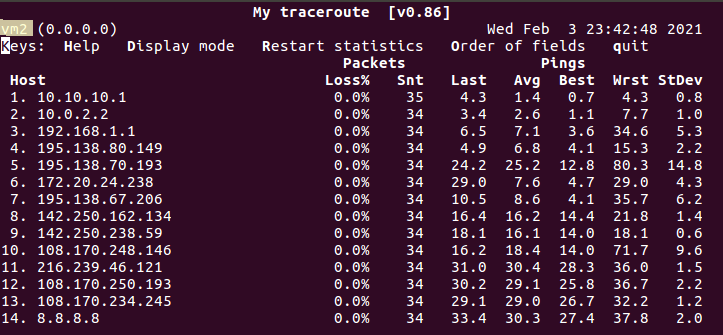 My traceroute  [v0.86]
vm2 (0.0.0.0) Wed Feb  3 23:42:48 2021
Keys:  Help   Display mode   Restart statistics   Order of fields   quit
Packets               Pings
Host                                Loss%   Snt   Last   Avg  Best  Wrst StDev
1. 10.10.10.1                       0.0%    35    4.3   1.4   0.7   4.3   0.8
2. 10.0.2.2                         0.0%    34    3.4   2.6   1.1   7.7   1.0
3. 192.168.1.1                      0.0%    34    6.5   7.1   3.6  34.6   5.3
4. 195.138.80.149                   0.0%    34    4.9   6.8   4.1  15.3   2.2
5. 195.138.70.193                   0.0%    34   24.2  25.2  12.8  80.3  14.8
6. 172.20.24.238                    0.0%    34   29.0   7.6   4.7  29.0   4.3
7. 195.138.67.206                   0.0%    34   10.5   8.6   4.1  35.7   6.2
8. 142.250.162.134                  0.0%    34   16.4  16.2  14.4  21.8   1.4
9. 142.250.238.59                   0.0%    34   18.1  16.1  14.0  18.1   0.6
10. 108.170.248.146                  0.0%    34   16.2  18.4  14.0  71.7   9.6
11. 216.239.46.121                   0.0%    34   31.0  30.4  28.3  36.0   1.5
12. 108.170.250.193                  0.0%    34   30.2  29.1  25.8  36.7   2.2
13. 108.170.234.245                  0.0%    34   29.1  29.0  26.7  32.2   1.2
14. 8.8.8.8                          0.0%    34   33.4  30.3  27.4  37.8   2.0